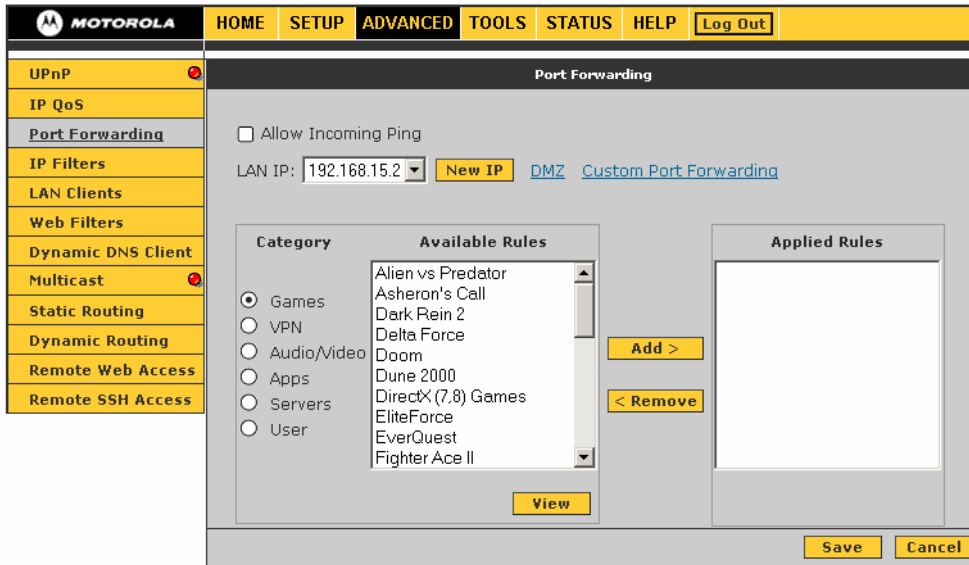 MOTOROLA
HOME SETUP ADVANCED TOOLS STATUS HELP Log Out
UPnP
IP QoS
Port Forwarding
IP Filters
LAN Clients
Web Filters
Dynamic DNS Client
Multicast
Static Routing
Dynamic Routing
Remote Web Access
Remote SSH Access
Port Forwarding
Allow Incoming Ping
LAN IP: 192.168.15.2 New IP DMZ Custom Port Forwarding
Category
Games
VPN
Audio/Video
Apps
Servers
User
Available Rules
Alien vs Predator
Asheron's Call
Dark Rein 2
Delta Force
Doom
Dune 2000
DirectX (7,8) Games
EliteForce
EverQuest
Fighter Ace II
View
Add >
< Remove
Applied Rules
Save Cancel